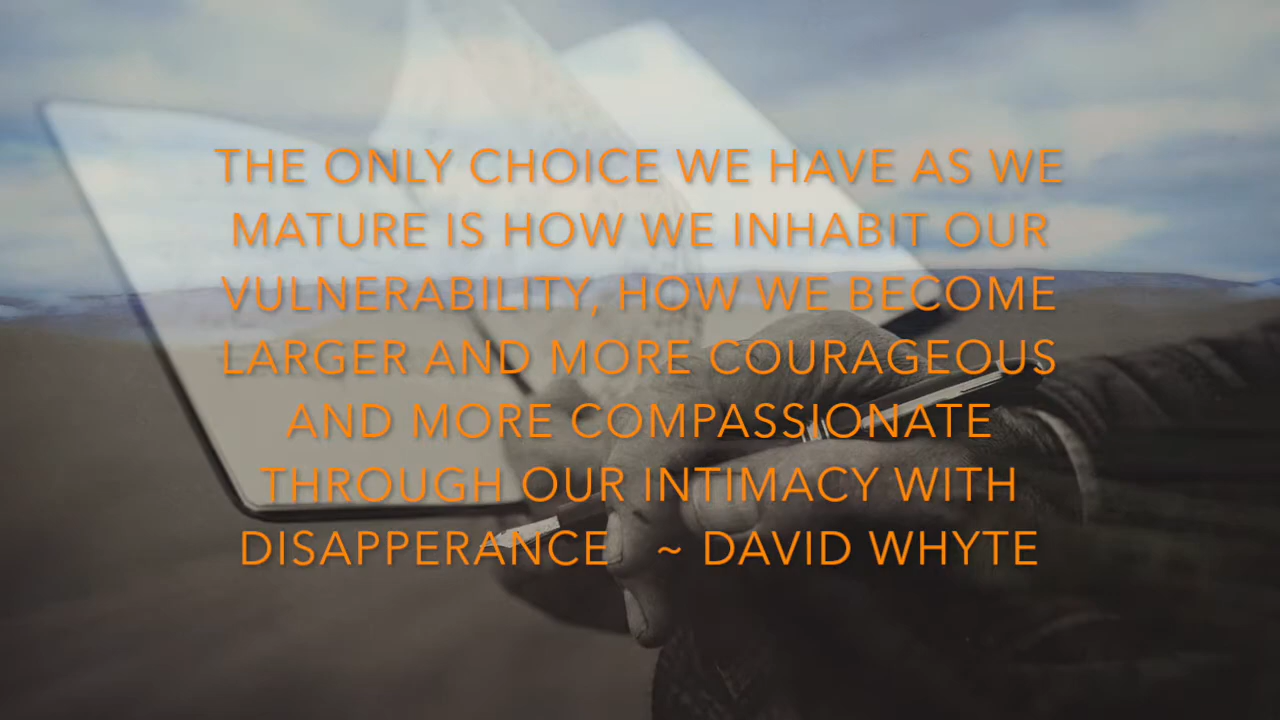 THE ONLY CHOICE WE HAVE AS WE
MATURE IS HOW WE INHABIT OUR
VULNERABILITY, HOW WE BECOME
LARGER AND MORE COURAGEOUS
AND MORE COMPASSIONATE
THROUGH OUR INTIMACY WITH
DISAPPERANCE ~ DAVID WHYTE